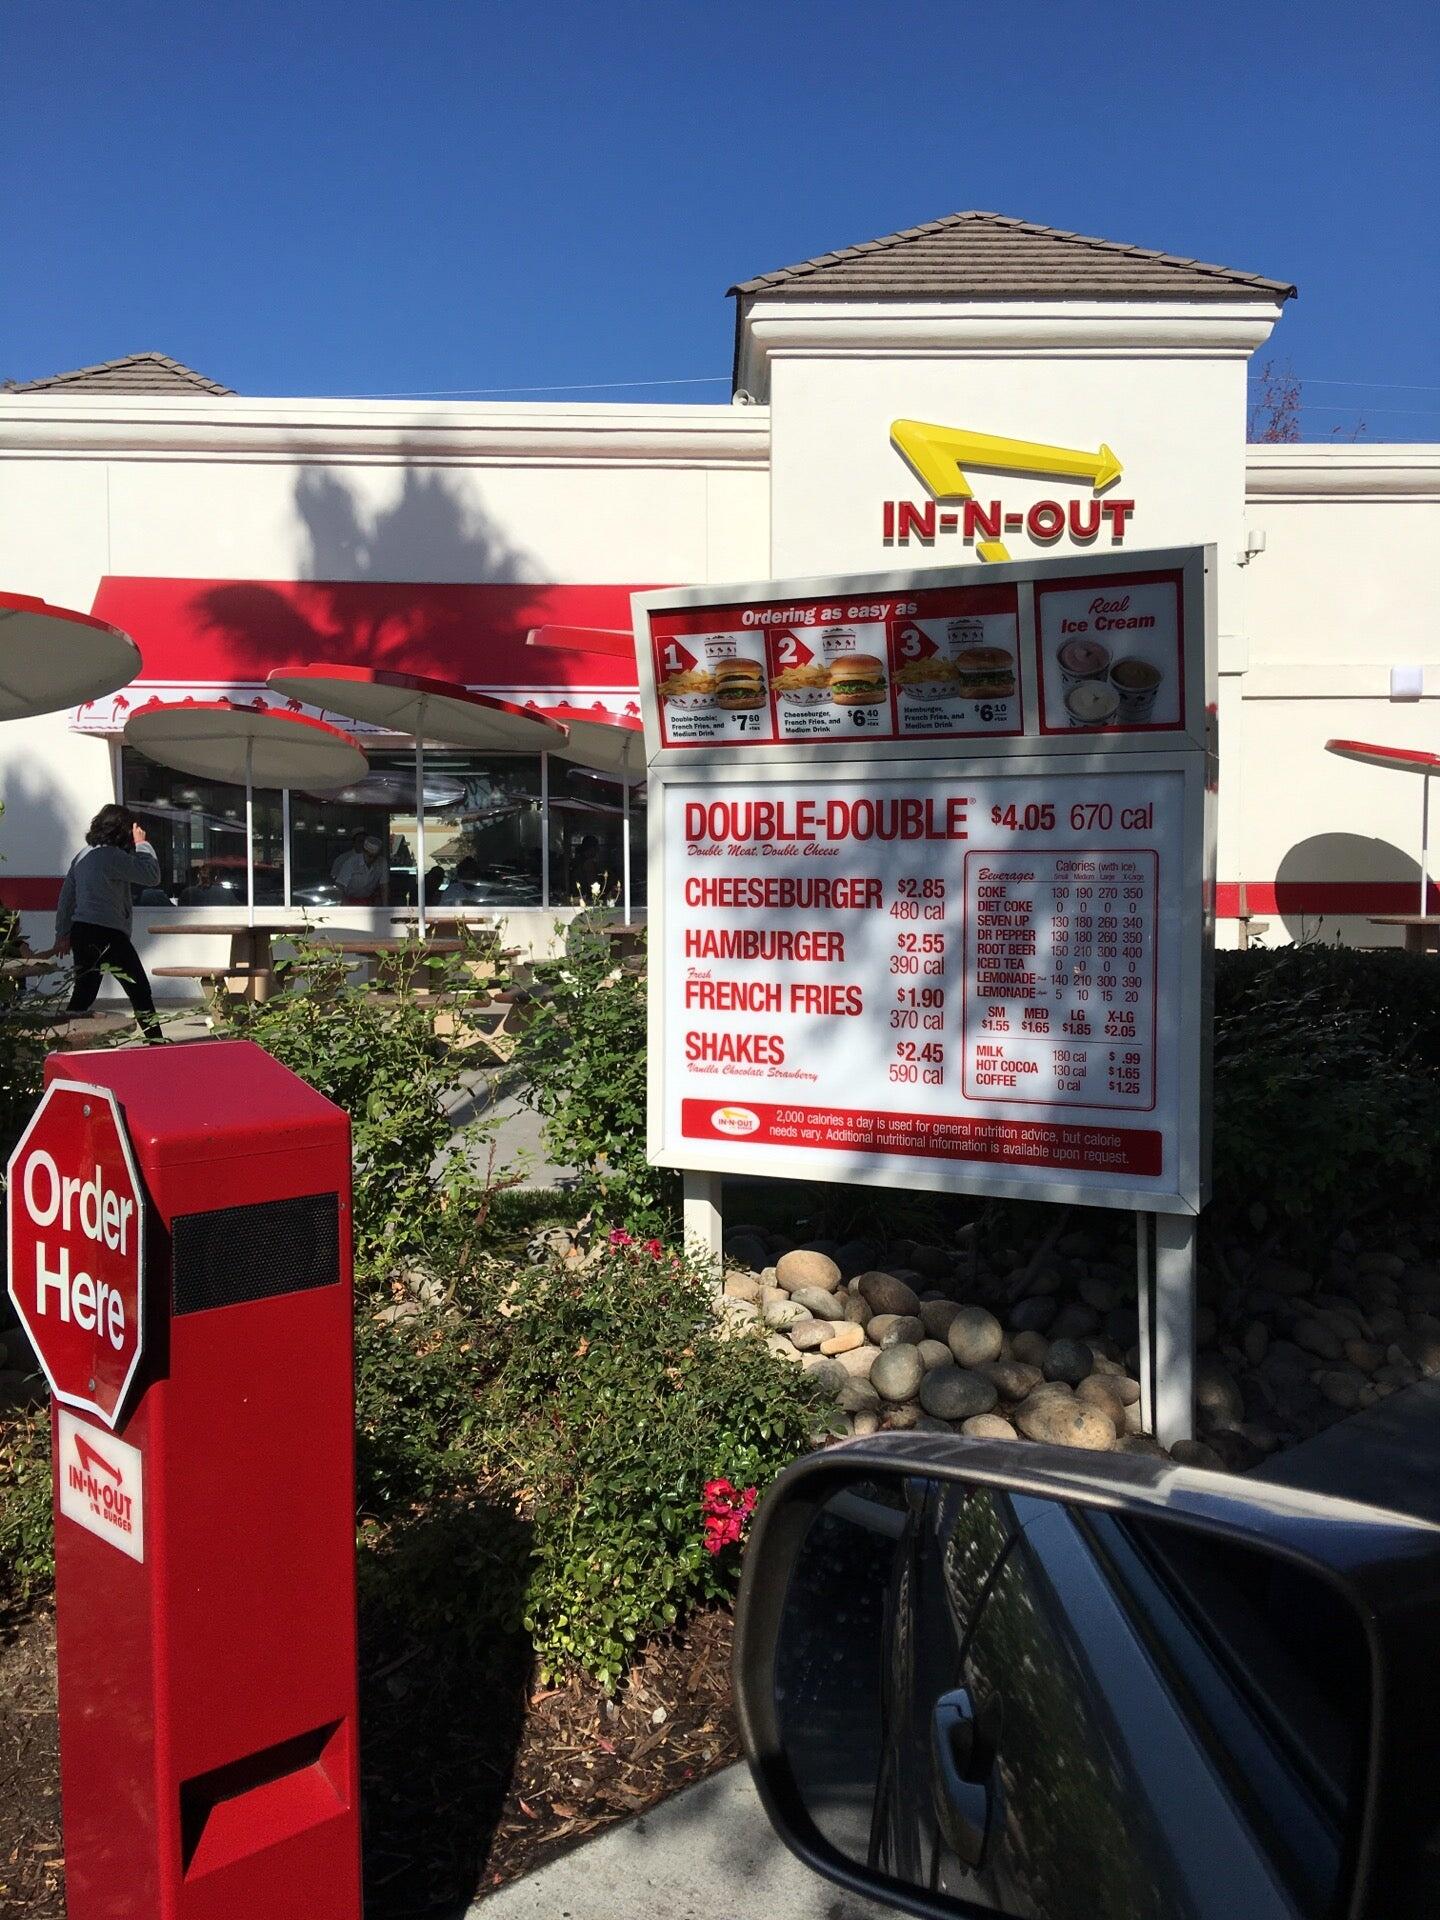 IN-N-OUT
Ordering as easy as
1
Double-Double,
French Fries, and
Medium Drink
$7 60 +tax
2
Cheeseburger,
French Fries, and
Medium Drink
$6 40 +tax
3
Hamburger,
French Fries, and
Medium Drink
$6 10 +tax
Real
Ice Cream
DOUBLE-DOUBLE® $4.05 670 cal
Double Meat, Double Cheese
CHEESEBURGER $2.85
480 cal
HAMBURGER $2.55
390 cal
Fresh
FRENCH FRIES $1.90
370 cal
SHAKES $2.45
Vanilla Chocolate Strawberry 590 cal
Beverages Calories (with ice)
Small Medium Large X-Large
COKE 130 190 270 350
DIET COKE 0 0 0 0
SEVEN UP 130 180 260 340
DR PEPPER 130 180 260 350
ROOT BEER 150 210 300 400
ICED TEA 0 0 0 0
LEMONADE 140 210 300 390
LEMONADE 5 10 15 20
SM MED LG X-LG
$1.55 $1.65 $1.85 $2.05
MILK 180 cal $ .99
HOT COCOA 130 cal $1.65
COFFEE 0 cal $1.25
IN-N-OUT
2,000 calories a day is used for general nutrition advice, but calorie
needs vary. Additional nutritional information is available upon request.
Order
Here
IN-N-OUT
BURGER